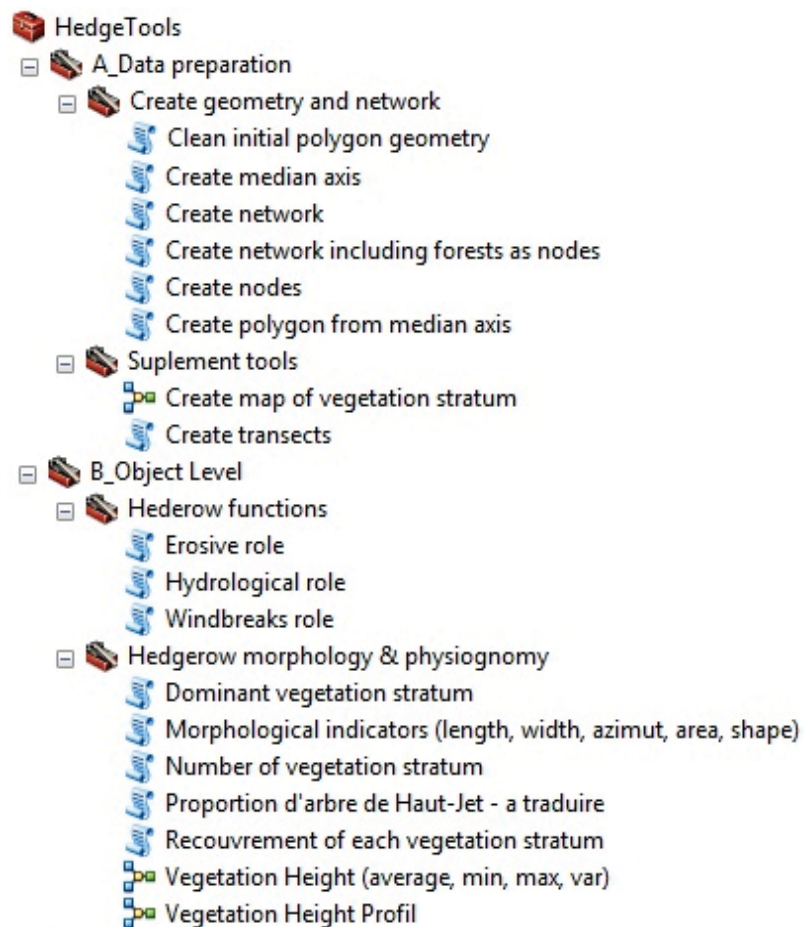 HedgeTools
A_Data preparation
Create geometry and network
Clean initial polygon geometry
Create median axis
Create network
Create network including forests as nodes
Create nodes
Create polygon from median axis
Suplement tools
Create map of vegetation stratum
Create transects
B_Object Level
Hederow functions
Erosive role
Hydrological role
Windbreaks role
Hedgerow morphology & physiognomy
Dominant vegetation stratum
Morphological indicators (length, width, azimut, area, shape)
Number of vegetation stratum
Proportion d'arbre de Haut-Jet - a traduire
Recouvrement of each vegetation stratum
Vegetation Height (average, min, max, var)
Vegetation Height Profil